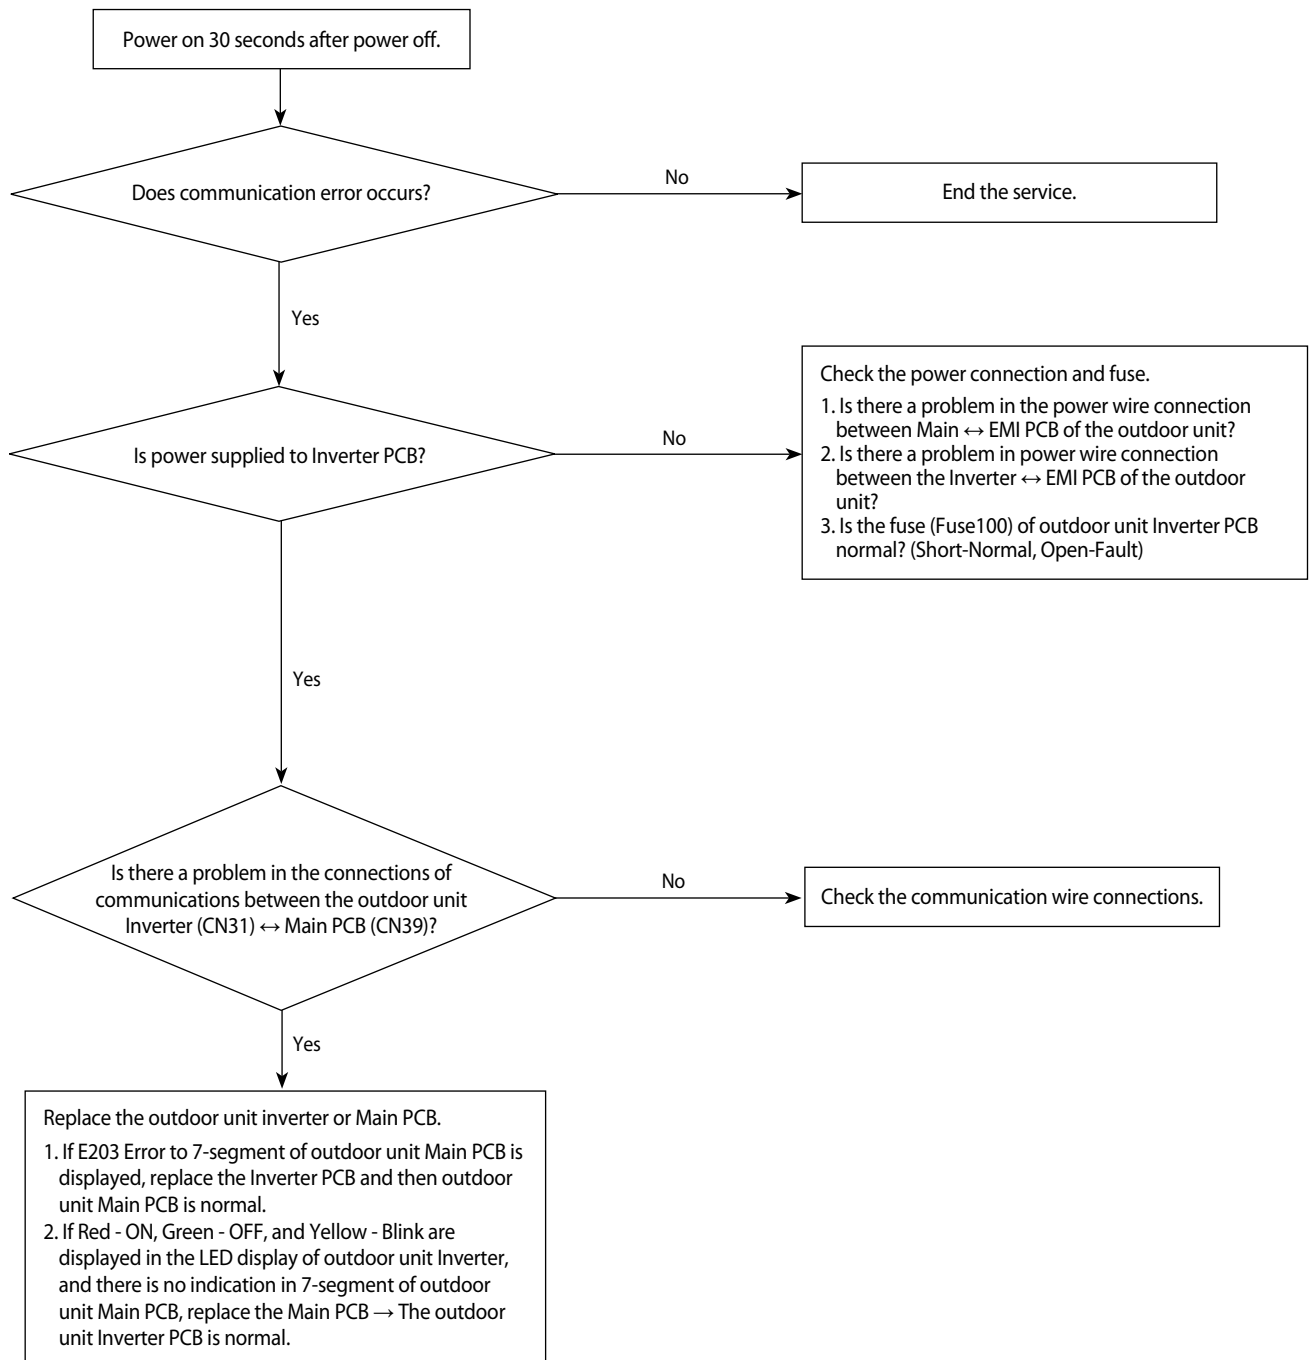 Power on 30 seconds after power off.
Does communication error occurs?
No
End the service.
Yes
Is power supplied to Inverter PCB?
No
Check the power connection and fuse.
1. Is there a problem in the power wire connection
between Main ↔ EMI PCB of the outdoor unit?
2. Is there a problem in power wire connection
between the Inverter ↔ EMI PCB of the outdoor
unit?
3. Is the fuse (Fuse100) of outdoor unit Inverter PCB
normal? (Short-Normal, Open-Fault)
Yes
Is there a problem in the connections of
communications between the outdoor unit
Inverter (CN31) ↔ Main PCB (CN39)?
No
Check the communication wire connections.
Yes
Replace the outdoor unit inverter or Main PCB.
1. If E203 Error to 7-segment of outdoor unit Main PCB is
displayed, replace the Inverter PCB and then outdoor
unit Main PCB is normal.
2. If Red - ON, Green - OFF, and Yellow - Blink are
displayed in the LED display of outdoor unit Inverter,
and there is no indication in 7-segment of outdoor
unit Main PCB, replace the Main PCB → The outdoor
unit Inverter PCB is normal.